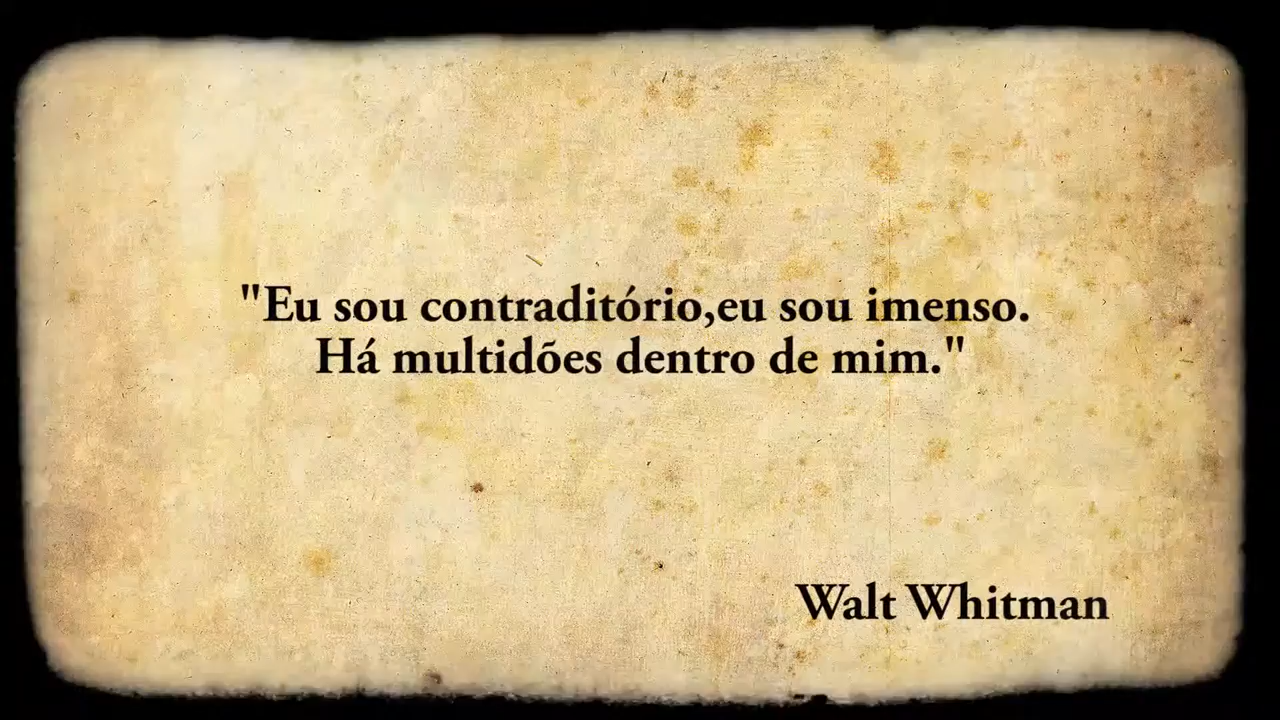 "Eu sou contraditório,eu sou imenso.
Há multidões dentro de mim."
Walt Whitman